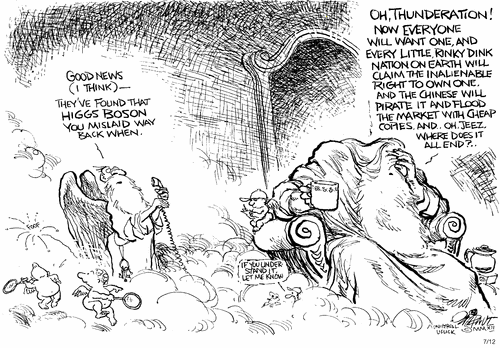 GOOD NEWS
(I THINK)—
THEY'VE FOUND THAT
HIGGS BOSON
YOU MISLAID WAY
BACK WHEN.
OH, THUNDERATION!
NOW EVERYONE
WILL WANT ONE, AND
EVERY LITTLE, RINKY DINK
NATION ON EARTH WILL
CLAIM THE INALIENABLE
RIGHT TO OWN ONE.
AND THE CHINESE WILL
PIRATE IT AND FLOOD
THE MARKET WITH CHEAP
COPIES, AND.. OH, JEEZ.
WHERE DOES IT
ALL END?..
IF YOU UNDER
STAND IT,
LET ME KNOW
7/12